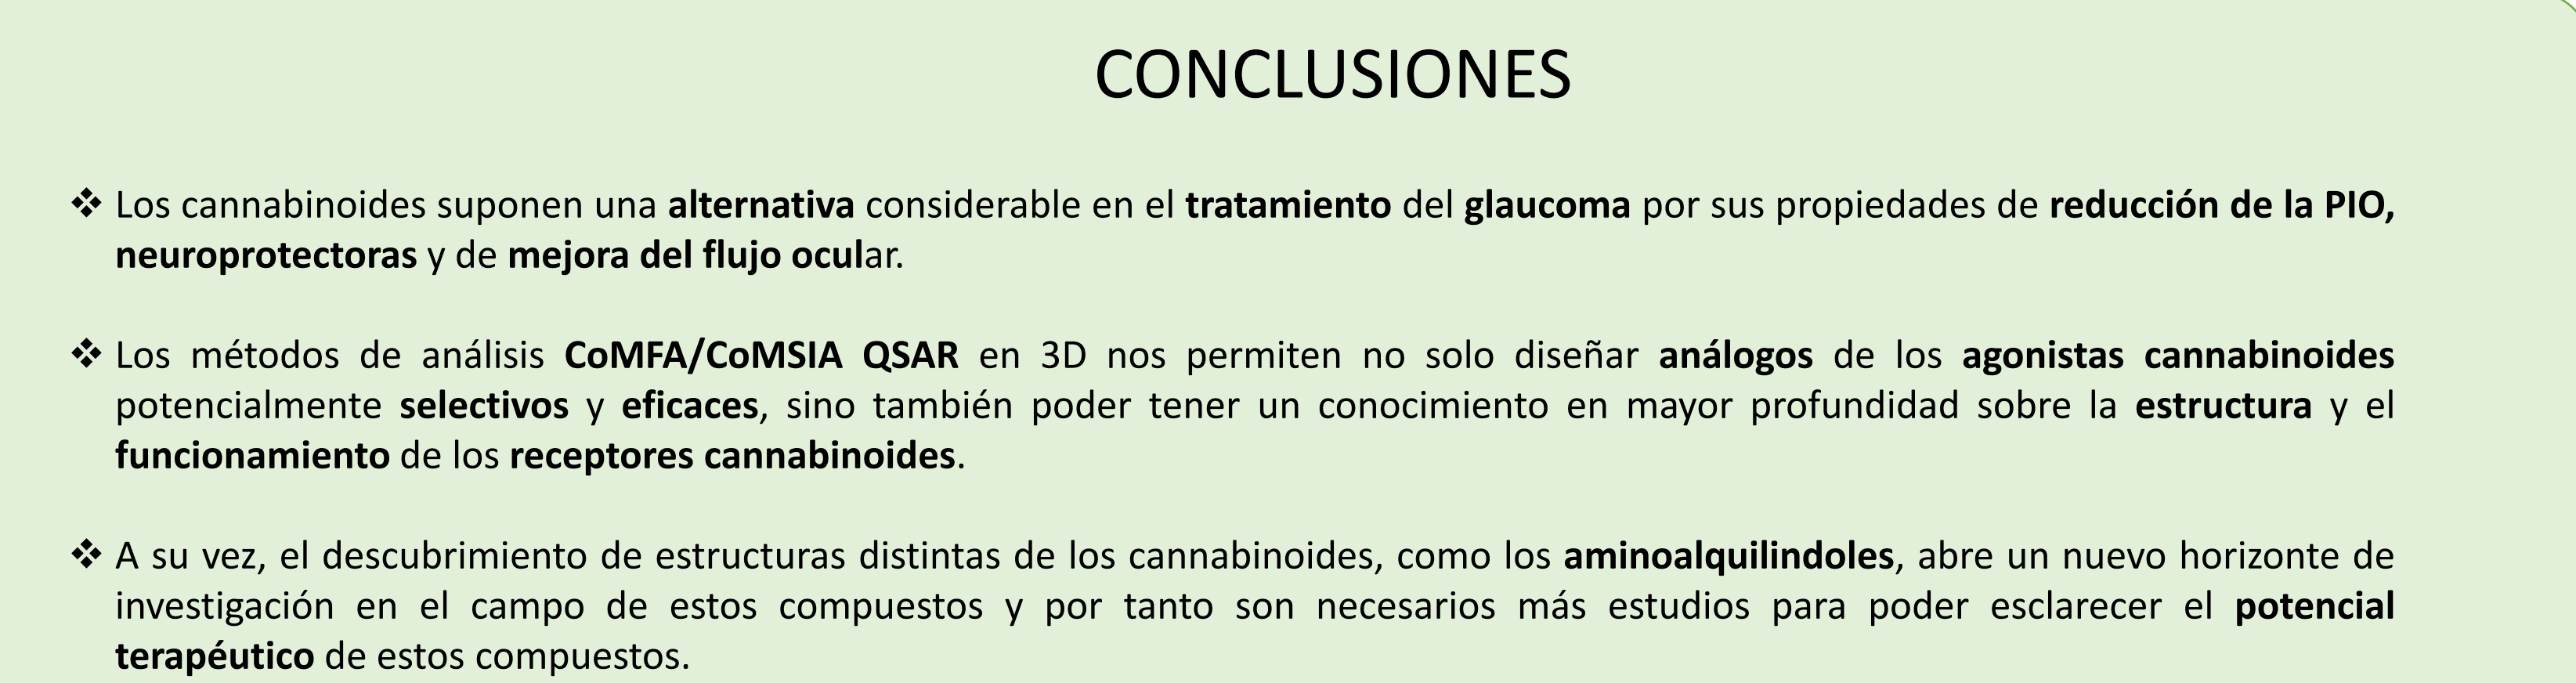 CONCLUSIONES
❖ Los cannabinoides suponen una alternativa considerable en el tratamiento del glaucoma por sus propiedades de reducción de la PIO,
neuroprotectoras y de mejora del flujo ocular.
❖ Los métodos de análisis CoMFA/CoMSIA QSAR en 3D nos permiten no solo diseñar análogos de los agonistas cannabinoides
potencialmente selectivos y eficaces, sino también poder tener un conocimiento en mayor profundidad sobre la estructura y el
funcionamiento de los receptores cannabinoides.
❖ A su vez, el descubrimiento de estructuras distintas de los cannabinoides, como los aminoalquilindoles, abre un nuevo horizonte de
investigación en el campo de estos compuestos y por tanto son necesarios más estudios para poder esclarecer el potencial
terapéutico de estos compuestos.